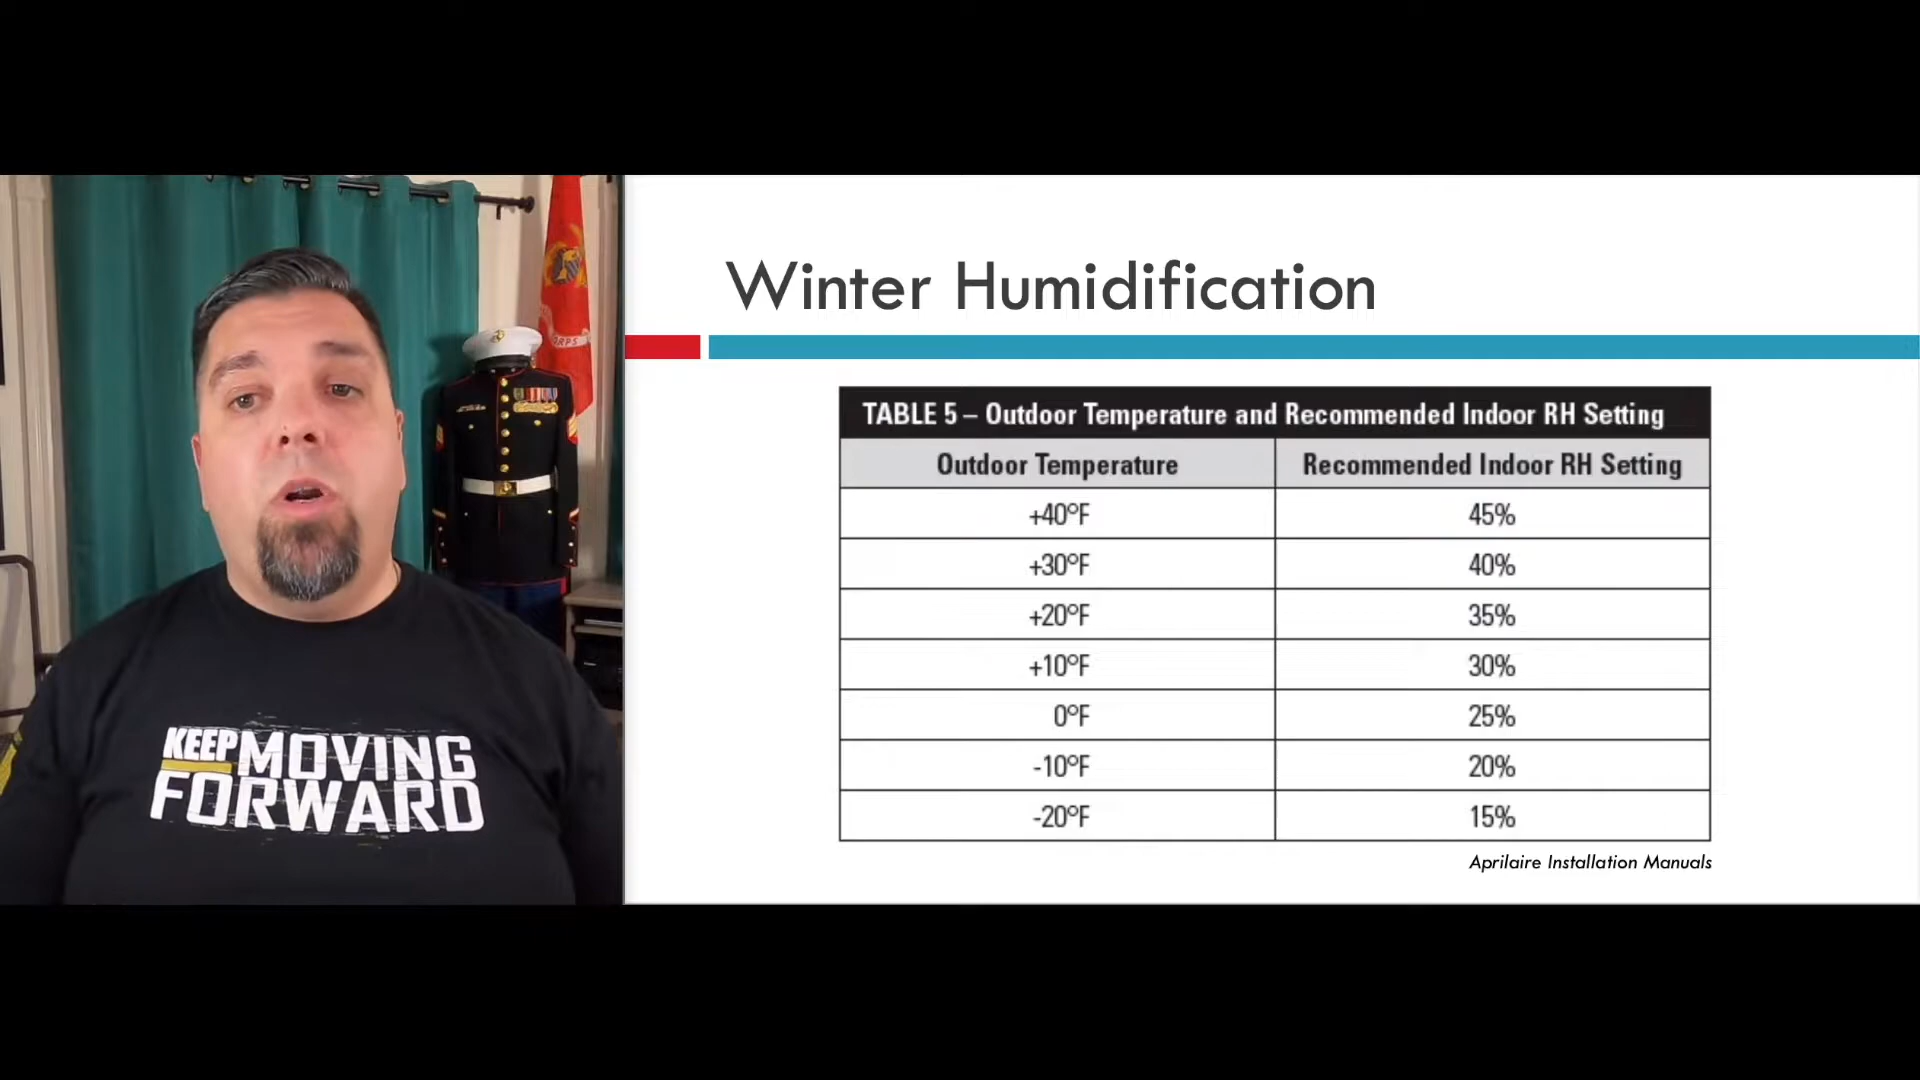 Winter Humidification
TABLE 5 – Outdoor Temperature and Recommended Indoor RH Setting
Outdoor Temperature Recommended Indoor RH Setting
+40°F 45%
+30°F 40%
+20°F 35%
+10°F 30%
0°F 25%
-10°F 20%
-20°F 15%
Aprilaire Installation Manuals
KEEP MOVING
FORWARD